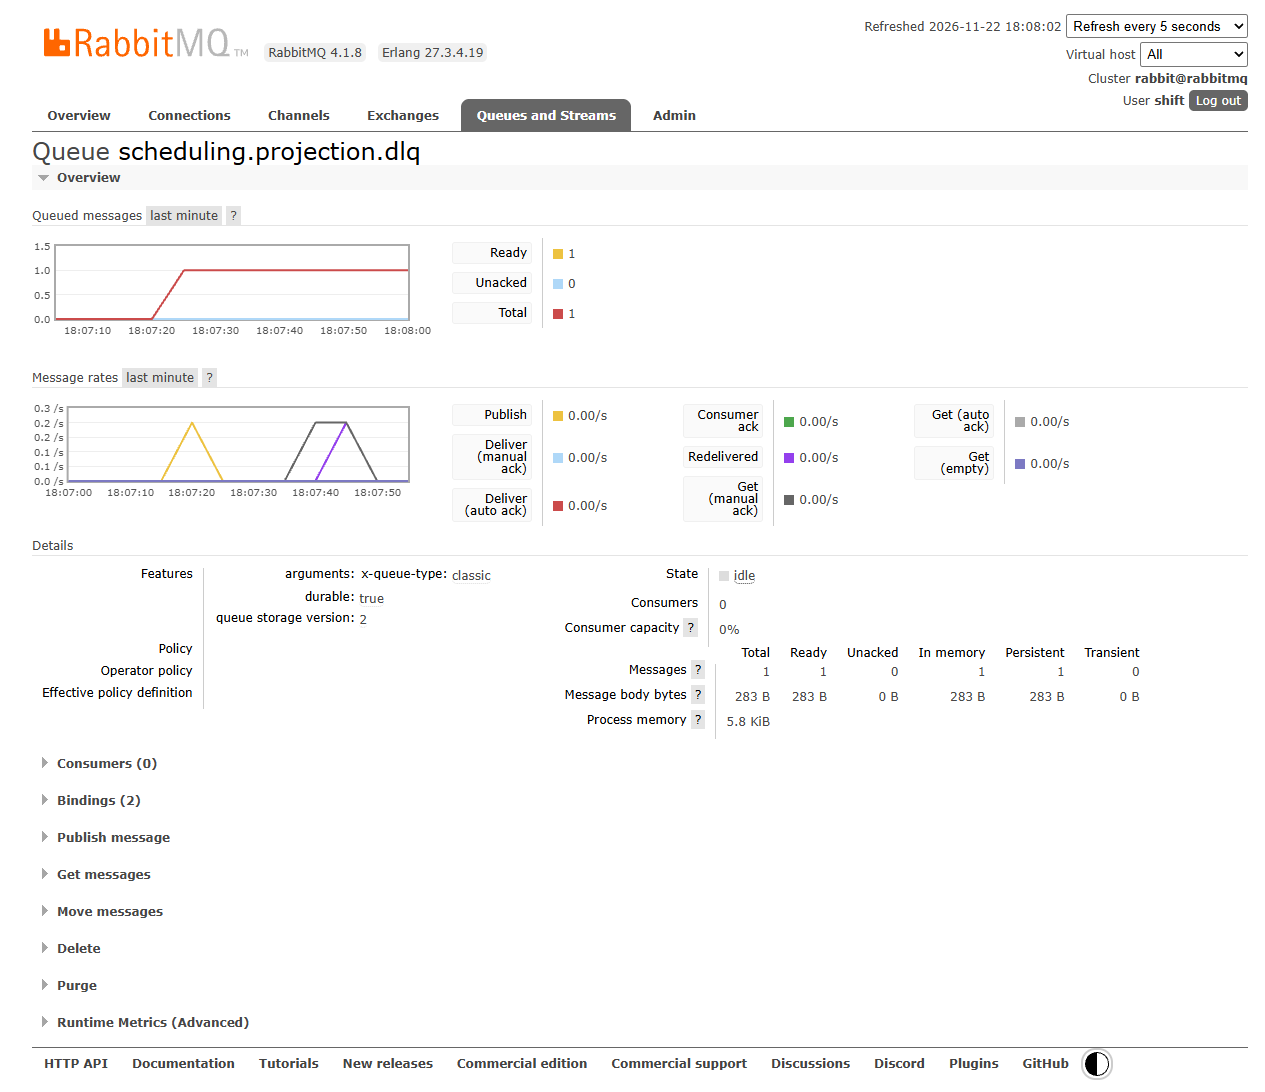 RabbitMQ TM
RabbitMQ 4.1.8 Erlang 27.3.4.19
Refreshed 2026-11-22 18:08:02 Refresh every 5 seconds
Virtual host All
Cluster rabbit@rabbitmq
User shift Log out
Overview Connections Channels Exchanges Queues and Streams Admin
Queue scheduling.projection.dlq
Overview
Queued messages last minute ?
1.5
1.0
0.5
0.0
18:07:10 18:07:20 18:07:30 18:07:40 18:07:50 18:08:00
Ready 1
Unacked 0
Total 1
Message rates last minute ?
0.3 /s
0.2 /s
0.2 /s
0.1 /s
0.1 /s
0.0 /s
18:07:00 18:07:10 18:07:20 18:07:30 18:07:40 18:07:50
Publish 0.00/s
Deliver
(manual 0.00/s
ack)
Deliver
(auto ack) 0.00/s
Consumer
ack 0.00/s
Redelivered 0.00/s
Get
(manual 0.00/s
ack)
Get (auto
ack) 0.00/s
Get
(empty) 0.00/s
Details
Features arguments: x-queue-type: classic
durable: true
queue storage version: 2
Policy
Operator policy
Effective policy definition
State idle
Consumers 0
Consumer capacity ? 0%
Total Ready Unacked In memory Persistent Transient
Messages ? 1 1 0 1 1 0
Message body bytes ? 283 B 283 B 0 B 283 B 283 B 0 B
Process memory ? 5.8 KiB
Consumers (0)
Bindings (2)
Publish message
Get messages
Move messages
Delete
Purge
Runtime Metrics (Advanced)
HTTP API Documentation Tutorials New releases Commercial edition Commercial support Discussions Discord Plugins GitHub